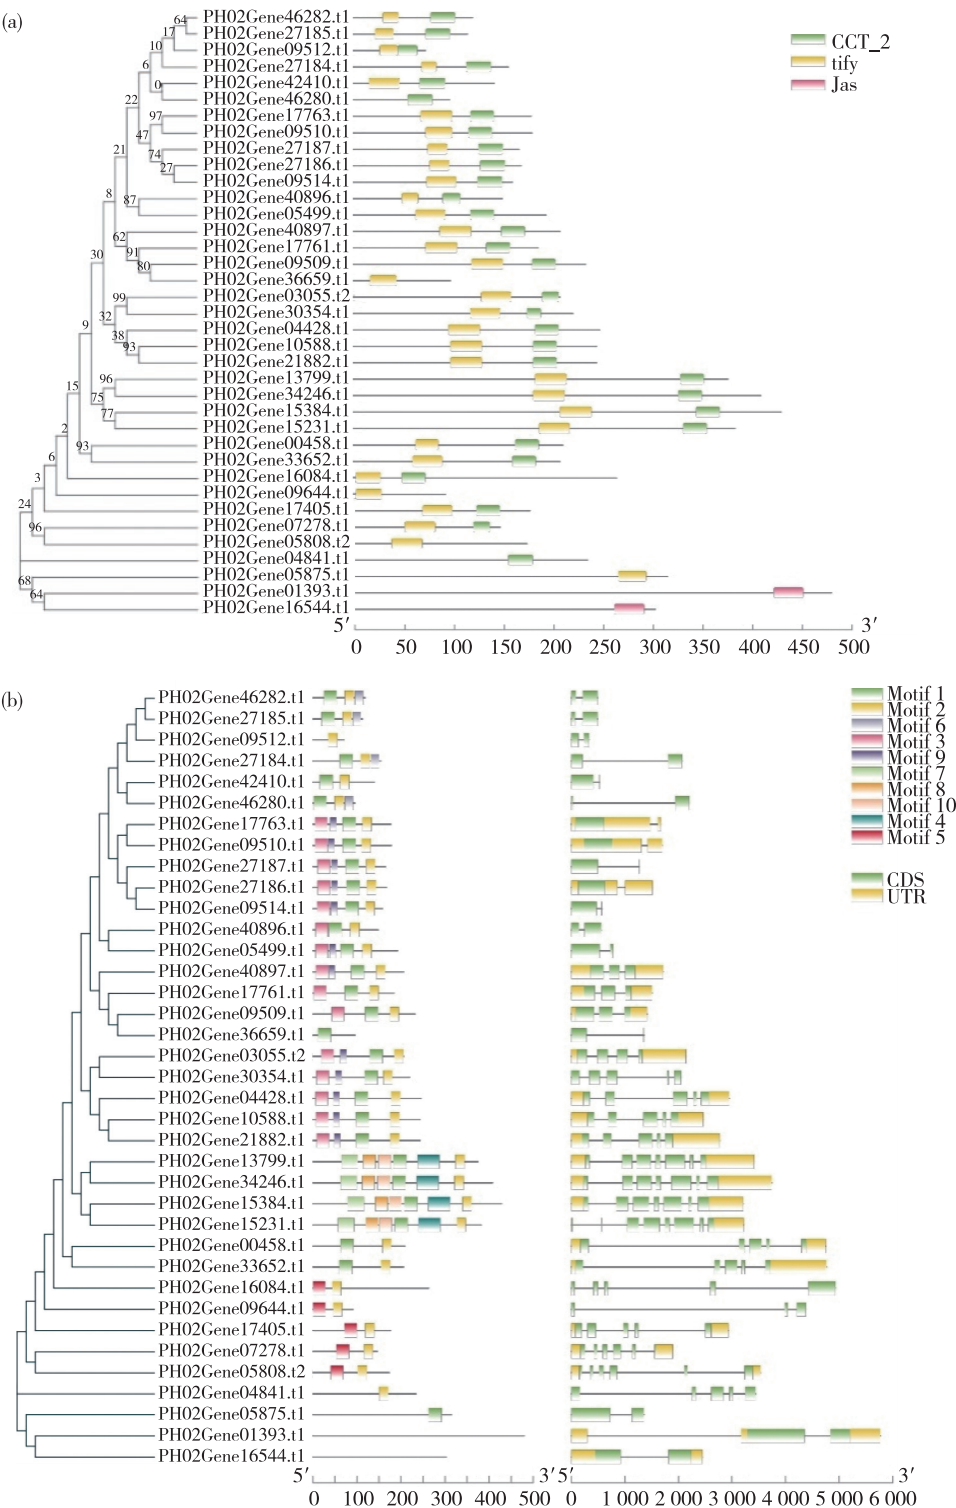 (a)
PH02Gene46282.t1
PH02Gene27185.t1
PH02Gene09512.t1
PH02Gene27184.t1
PH02Gene42410.t1
PH02Gene46280.t1
PH02Gene17763.t1
PH02Gene09510.t1
PH02Gene27187.t1
PH02Gene27186.t1
PH02Gene09514.t1
PH02Gene40896.t1
PH02Gene05499.t1
PH02Gene40897.t1
PH02Gene17761.t1
PH02Gene09509.t1
PH02Gene36659.t1
PH02Gene03055.t2
PH02Gene30354.t1
PH02Gene04428.t1
PH02Gene10588.t1
PH02Gene21882.t1
PH02Gene13799.t1
PH02Gene34246.t1
PH02Gene15384.t1
PH02Gene15231.t1
PH02Gene00458.t1
PH02Gene33652.t1
PH02Gene16084.t1
PH02Gene09644.t1
PH02Gene17405.t1
PH02Gene07278.t1
PH02Gene05808.t2
PH02Gene04841.t1
PH02Gene05875.t1
PH02Gene01393.t1
PH02Gene16544.t1
64
17
10
6
0
22
97
47
74
27
21
87
8
62
91
80
30
99
32
38
93
9
96
75
77
15
93
2
6
3
24
96
68
64
CCT_2
tify
Jas
5′ 3′
0 50 100 150 200 250 300 350 400 450 500
(b)
PH02Gene46282.t1
PH02Gene27185.t1
PH02Gene09512.t1
PH02Gene27184.t1
PH02Gene42410.t1
PH02Gene46280.t1
PH02Gene17763.t1
PH02Gene09510.t1
PH02Gene27187.t1
PH02Gene27186.t1
PH02Gene09514.t1
PH02Gene40896.t1
PH02Gene05499.t1
PH02Gene40897.t1
PH02Gene17761.t1
PH02Gene09509.t1
PH02Gene36659.t1
PH02Gene03055.t2
PH02Gene30354.t1
PH02Gene04428.t1
PH02Gene10588.t1
PH02Gene21882.t1
PH02Gene13799.t1
PH02Gene34246.t1
PH02Gene15384.t1
PH02Gene15231.t1
PH02Gene00458.t1
PH02Gene33652.t1
PH02Gene16084.t1
PH02Gene09644.t1
PH02Gene17405.t1
PH02Gene07278.t1
PH02Gene05808.t2
PH02Gene04841.t1
PH02Gene05875.t1
PH02Gene01393.t1
PH02Gene16544.t1
Motif 1
Motif 2
Motif 6
Motif 3
Motif 9
Motif 7
Motif 8
Motif 10
Motif 4
Motif 5
CDS
UTR
5′ 3′ 5′ 3′
0 100 200 300 400 500 0 1 000 2 000 3 000 4 000 5 000 6 000